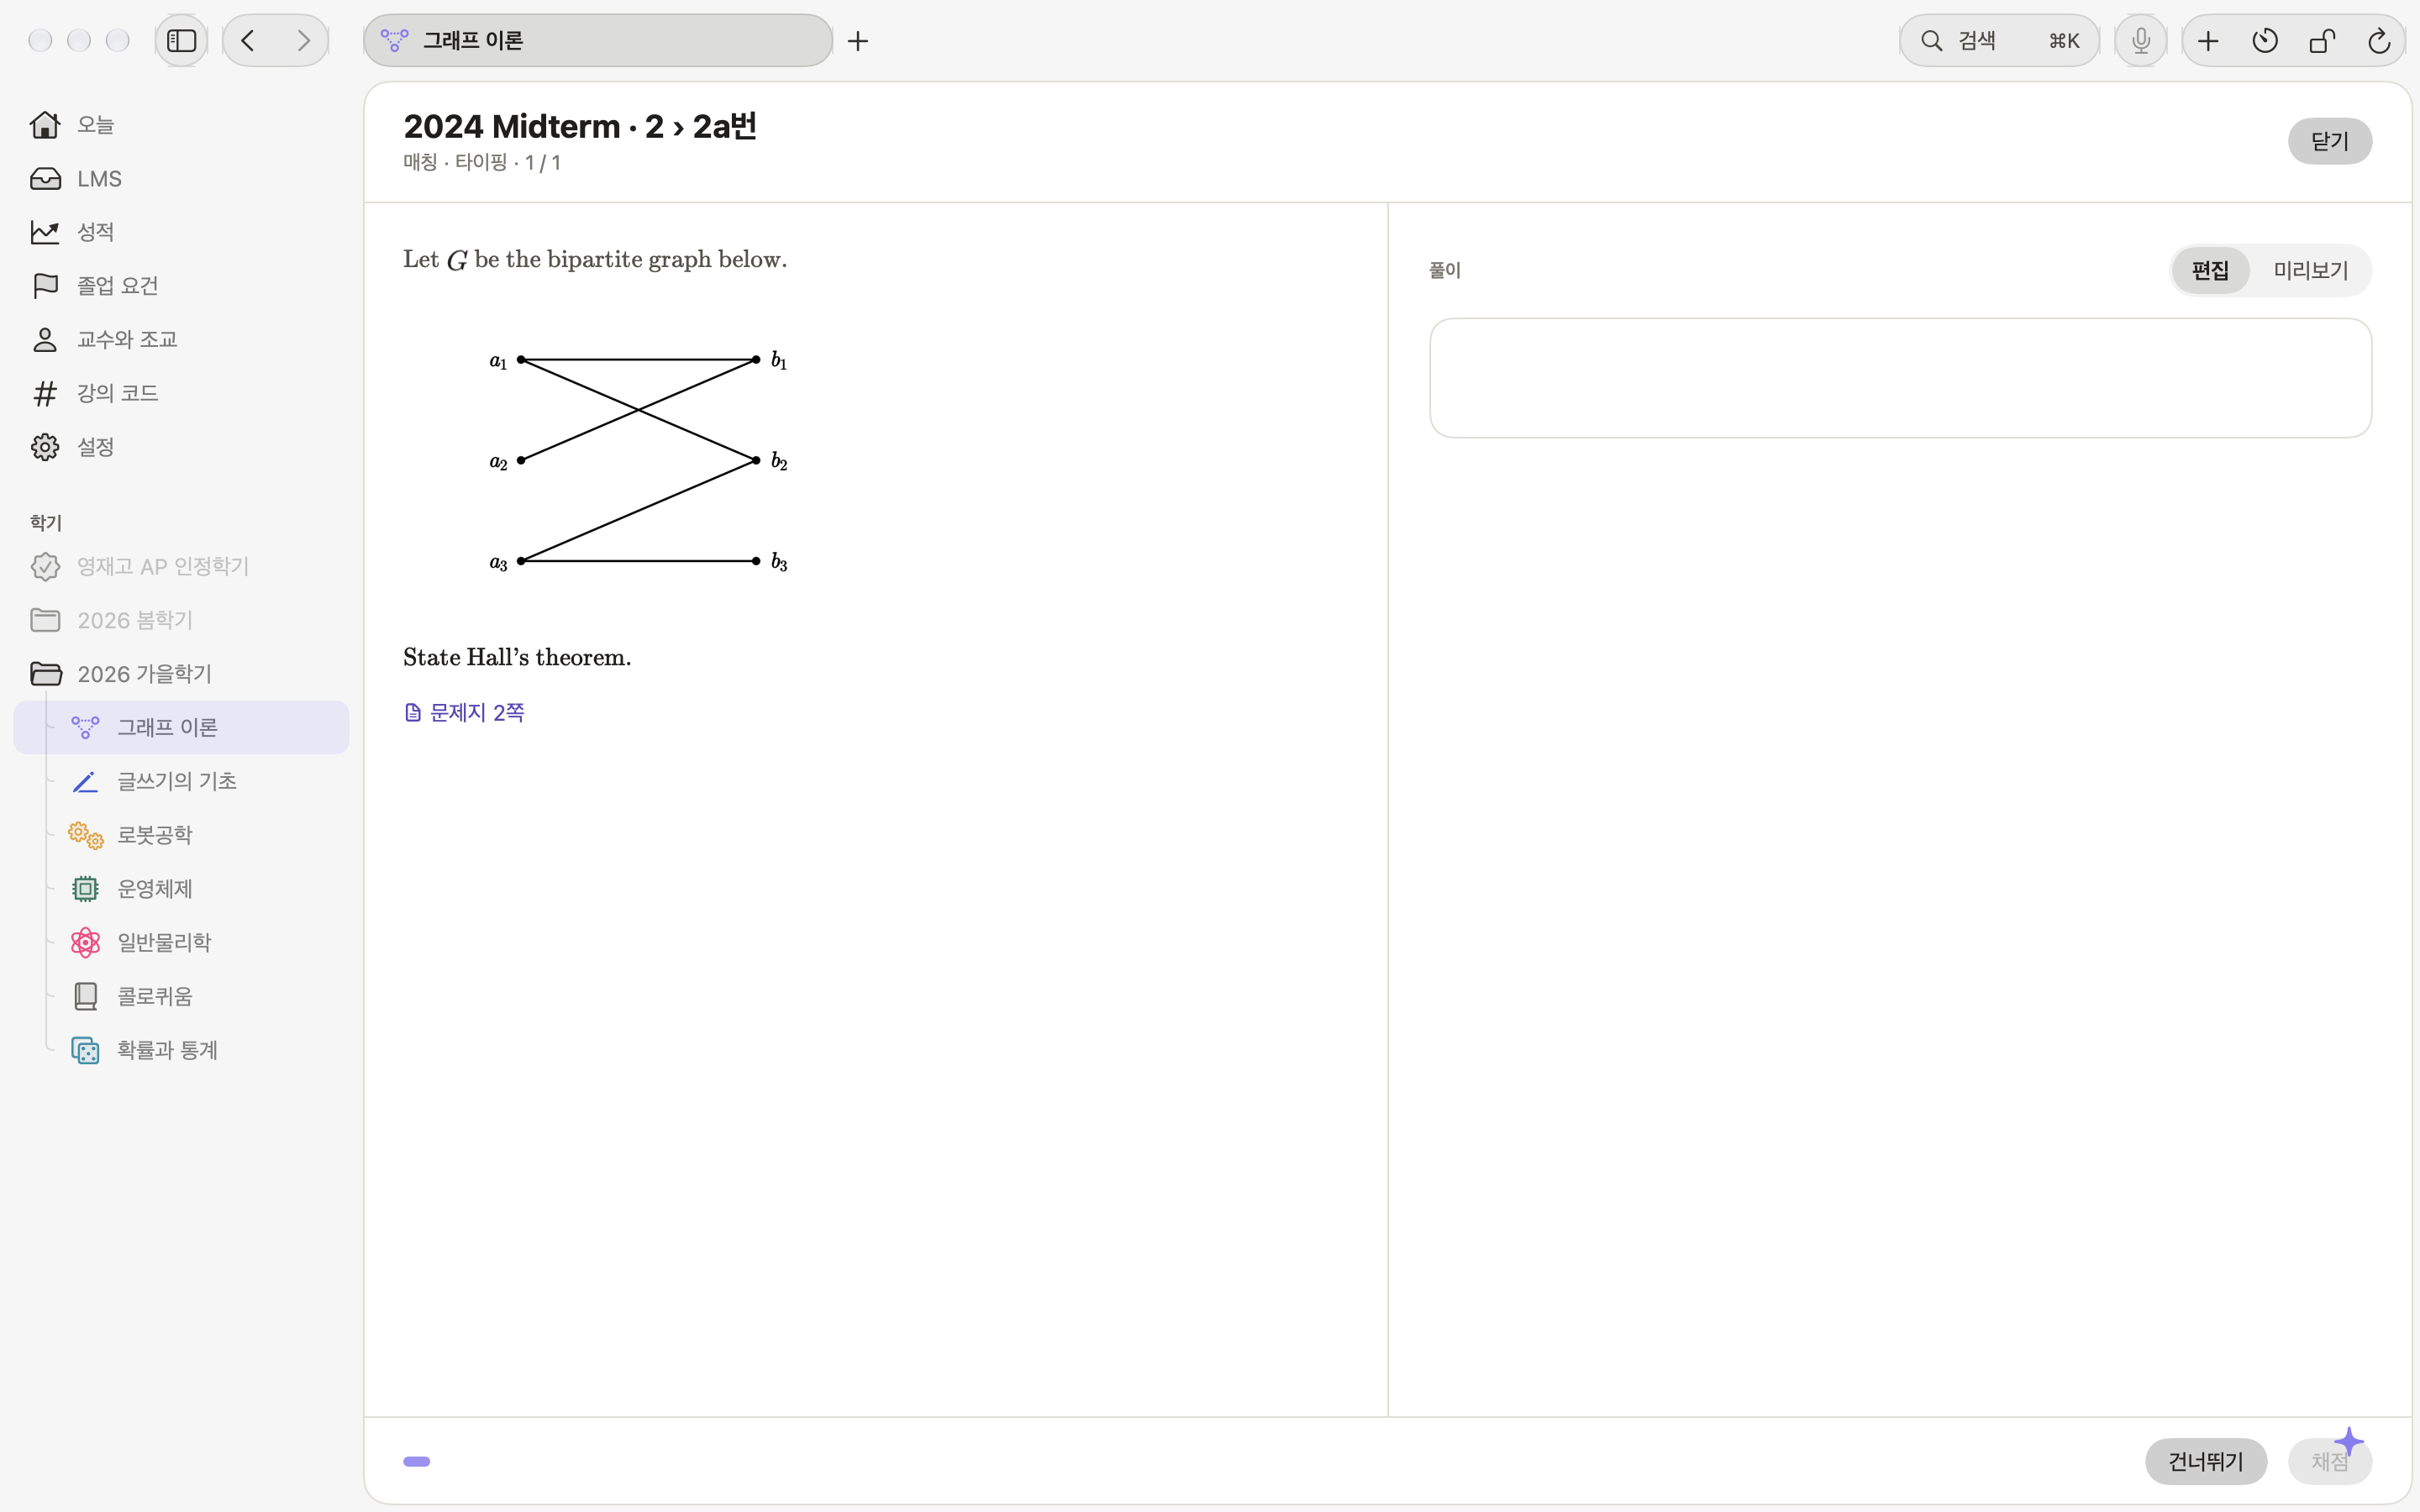 그래프 이론
검색 ⌘K
오늘
LMS
성적
졸업 요건
교수와 조교
강의 코드
설정
학기
영재고 AP 인정학기
2026 봄학기
2026 가을학기
그래프 이론
글쓰기의 기초
로봇공학
운영체제
일반물리학
콜로퀴움
확률과 통계
2024 Midterm · 2 › 2a번
매칭 · 타이핑 · 1 / 1
닫기
Let G be the bipartite graph below.
a₁ b₁
a₂ b₂
a₃ b₃
State Hall’s theorem.
문제지 2쪽
풀이
편집 미리보기
건너뛰기 채점